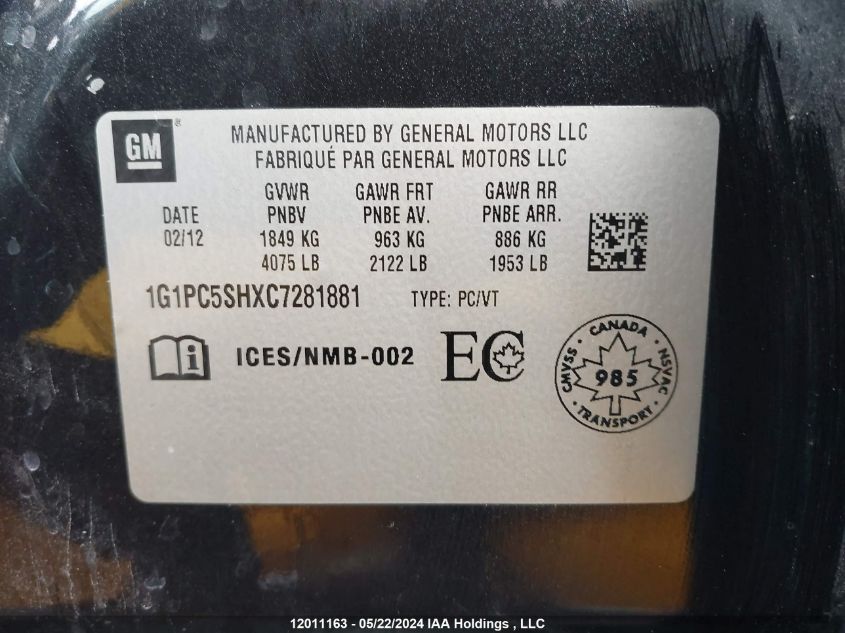 GM
MANUFACTURED BY GENERAL MOTORS LLC
FABRIQUÉ PAR GENERAL MOTORS LLC
GVWR GAWR FRT GAWR RR
DATE PNBV PNBE AV. PNBE ARR.
02/12 1849 KG 963 KG 886 KG
4075 LB 2122 LB 1953 LB
1G1PC5SHXC7281881 TYPE: PC/VT
i ICES/NMB-002 EC
CANADA
CMVSS 985 NSVAC
TRANSPORT
12011163 - 05/22/2024 IAA Holdings , LLC